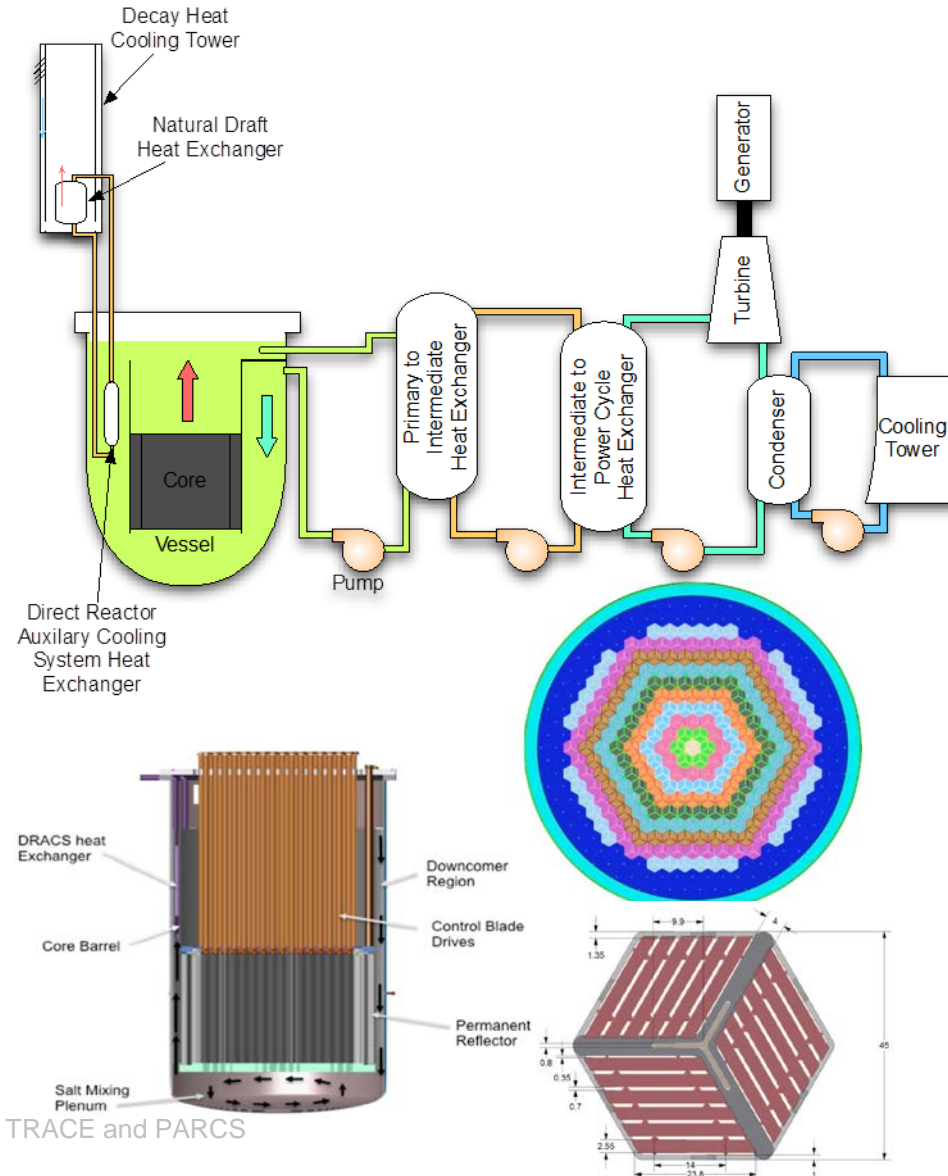 Decay Heat
Cooling Tower
Natural Draft
Heat Exchanger
Generator
Turbine
Primary to
Intermediate
Heat Exchanger
Intermediate to
Power Cycle
Heat Exchanger
Condenser
Cooling
Tower
Core
Vessel
Pump
Direct Reactor
Auxilary Cooling
System Heat
Exchanger
DRACS heat
Exchanger
Core Barrel
Salt Mixing
Plenum
Downcomer
Region
Control Blade
Drives
Permanent
Reflector
9.9
4
1.35
45
0.8
0.35
0.7
2.55
14
23.8
1
TRACE and PARCS